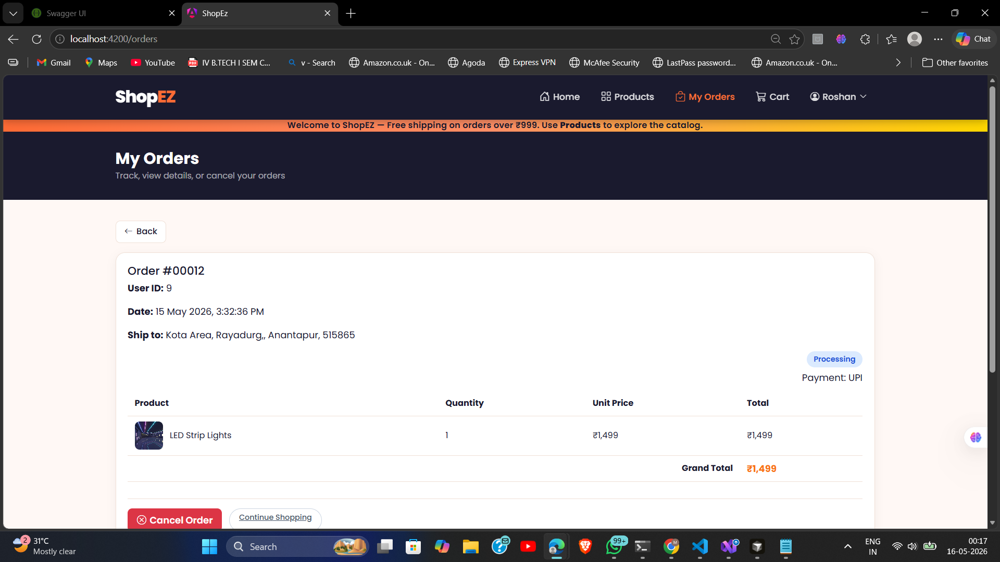 Swagger UI
ShopEz
localhost:4200/orders
Chat
Gmail
Maps
YouTube
IV B.TECH I SEM C...
v - Search
Amazon.co.uk - On...
Agoda
Express VPN
McAfee Security
LastPass password...
Amazon.co.uk - On...
Other favorites
ShopEZ
Home
Products
My Orders
Cart
Roshan
Welcome to ShopEZ — Free shipping on orders over ₹999. Use Products to explore the catalog.
My Orders
Track, view details, or cancel your orders
Back
Order #00012
User ID: 9
Date: 15 May 2026, 3:32:36 PM
Ship to: Kota Area, Rayadurg,, Anantapur, 515865
Processing
Payment: UPI
Product Quantity Unit Price Total
LED Strip Lights 1 ₹1,499 ₹1,499
Grand Total ₹1,499
Cancel Order
Continue Shopping
2
31°C
Mostly clear
Search
99+
M
ENG
IN
00:17
16-05-2026